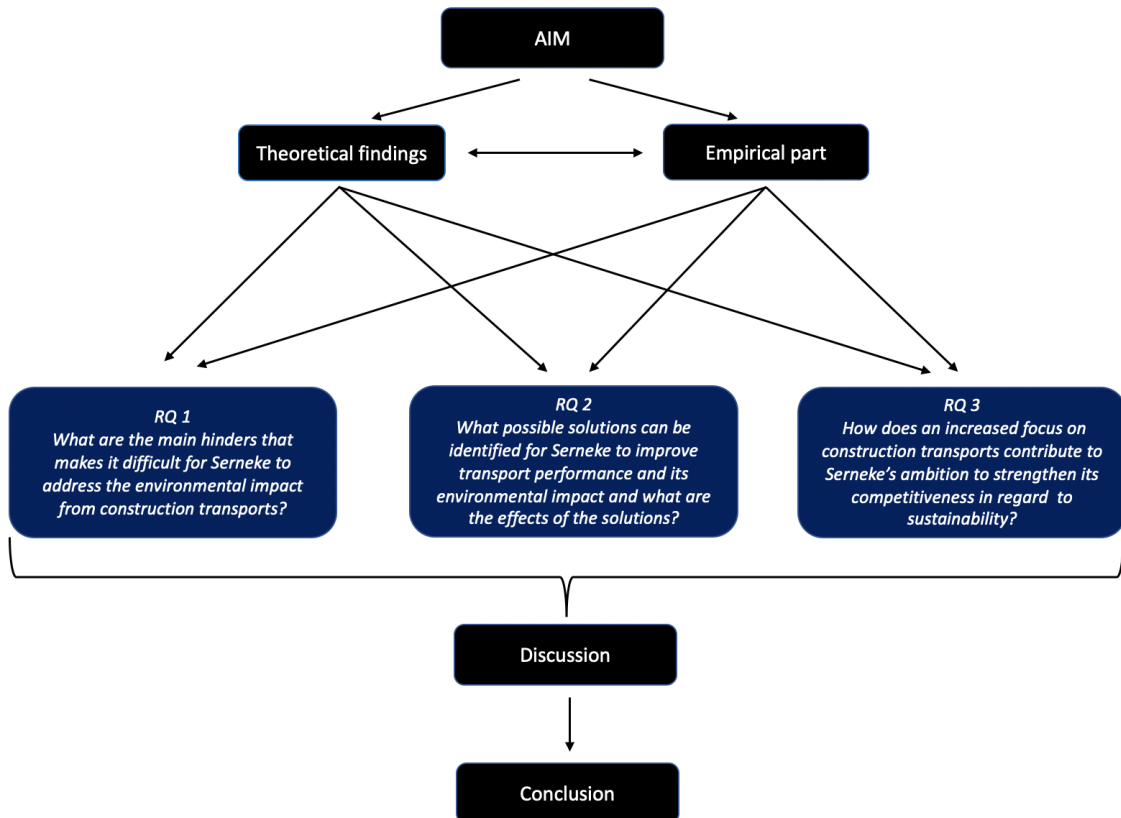 AIM
Theoretical findings
Empirical part
RQ 1
What are the main hinders that
makes it difficult for Serneke to
address the environmental impact
from construction transports?
RQ 2
What possible solutions can be
identified for Serneke to improve
transport performance and its
environmental impact and what are
the effects of the solutions?
RQ 3
How does an increased focus on
construction transports contribute to
Serneke's ambition to strengthen its
competitiveness in regard to
sustainability?
Discussion
Conclusion